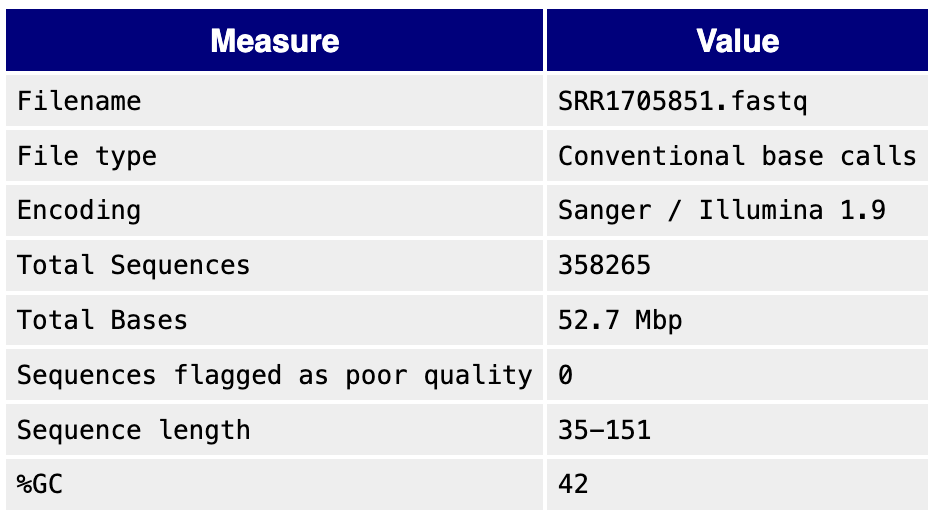 Measure Value
Filename SRR1705851.fastq
File type Conventional base calls
Encoding Sanger / Illumina 1.9
Total Sequences 358265
Total Bases 52.7 Mbp
Sequences flagged as poor quality 0
Sequence length 35-151
%GC 42